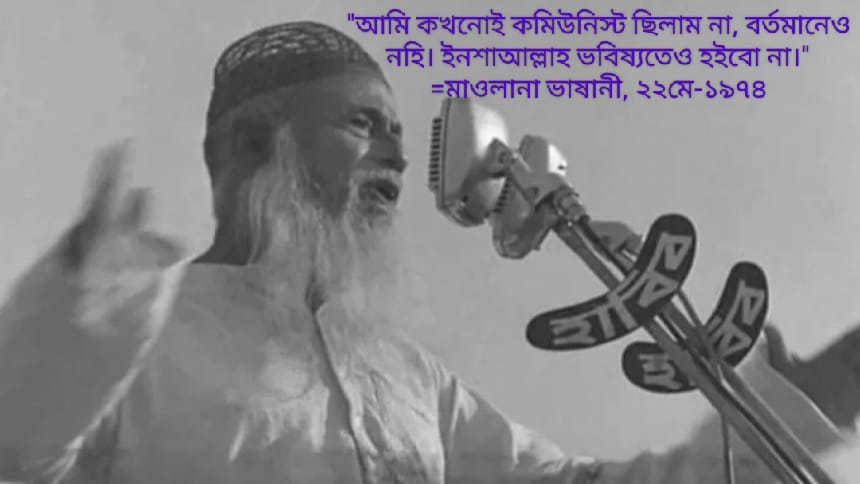 "আমি কখনোই কমিউনিস্ট ছিলাম না, বর্তমানেও
নহি। ইনশাআল্লাহ ভবিষ্যতেও হইবো না।"
=মাওলানা ভাষানী, ২২মে-১৯৭৪
হাবিব